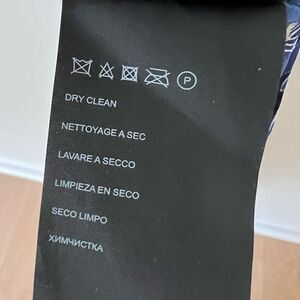 P
DRY CLEAN
NETTOYAGE A SEC
LAVARE A SECCO
LIMPIEZA EN SECO
SECO LIMPO
ХИМЧИСТКА